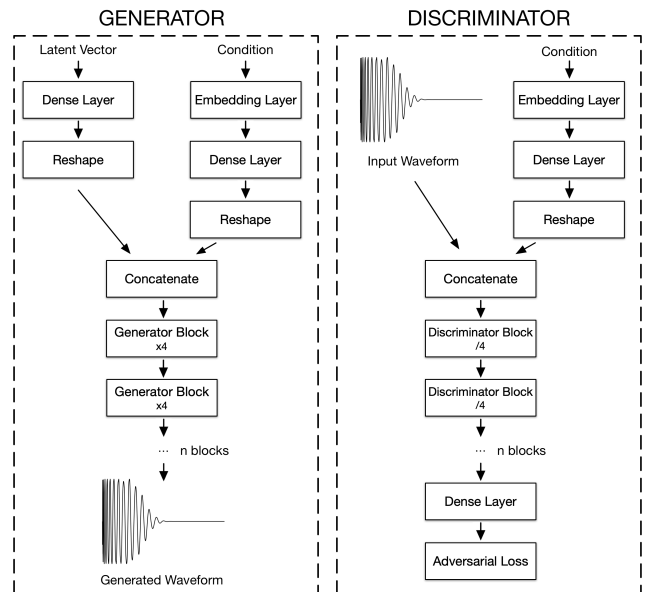 GENERATOR
Latent Vector
Condition
Dense Layer
Embedding Layer
Reshape
Dense Layer
Reshape
Concatenate
Generator Block
x4
Generator Block
x4
··· n blocks
Generated Waveform
DISCRIMINATOR
Condition
Embedding Layer
Input Waveform
Dense Layer
Reshape
Concatenate
Discriminator Block
/4
Discriminator Block
/4
··· n blocks
Dense Layer
Adversarial Loss